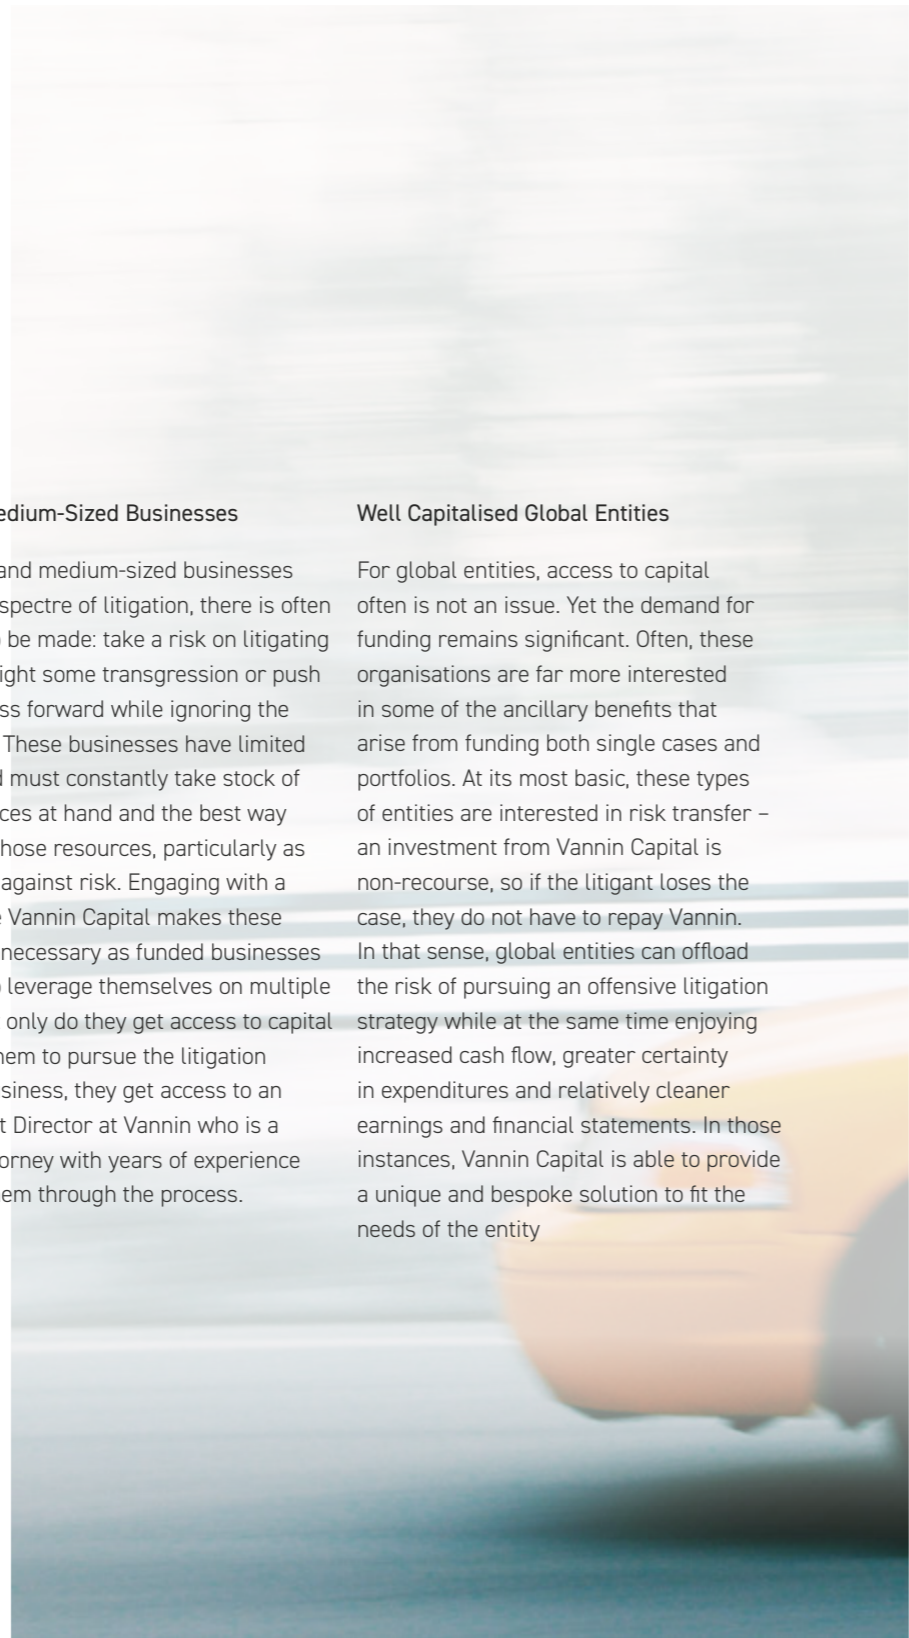 edium-Sized Businesses
and medium-sized businesses
spectre of litigation, there is often
be made: take a risk on litigating
ight some transgression or push
ss forward while ignoring the
These businesses have limited
must constantly take stock of
ces at hand and the best way
hose resources, particularly as
against risk. Engaging with a
Vannin Capital makes these
necessary as funded businesses
leverage themselves on multiple
only do they get access to capital
hem to pursue the litigation
siness, they get access to an
t Director at Vannin who is a
orney with years of experience
em through the process.
Well Capitalised Global Entities
For global entities, access to capital
often is not an issue. Yet the demand for
funding remains significant. Often, these
organisations are far more interested
in some of the ancillary benefits that
arise from funding both single cases and
portfolios. At its most basic, these types
of entities are interested in risk transfer –
an investment from Vannin Capital is
non-recourse, so if the litigant loses the
case, they do not have to repay Vannin.
In that sense, global entities can offload
the risk of pursuing an offensive litigation
strategy while at the same time enjoying
increased cash flow, greater certainty
in expenditures and relatively cleaner
earnings and financial statements. In those
instances, Vannin Capital is able to provide
a unique and bespoke solution to fit the
needs of the entity